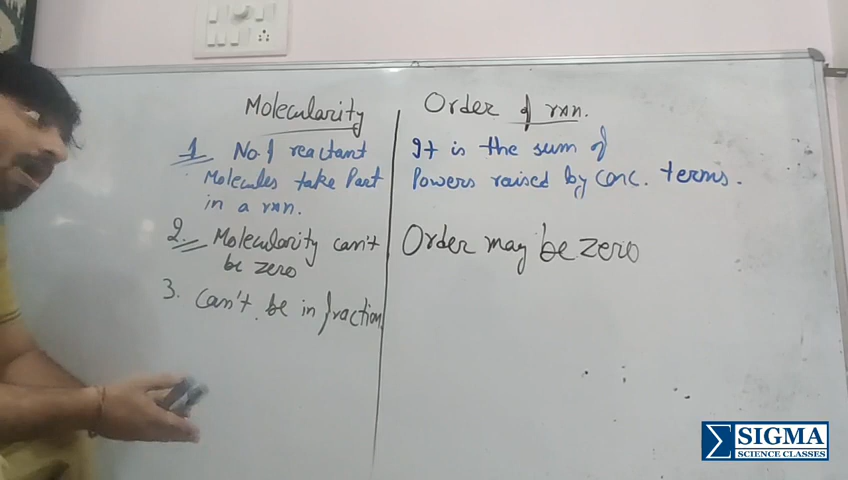 Molecularity
Order of rxn.
1. No. of reactant
Molecules take Part
in a rxn.
It is the sum of
Powers raised by conc. terms.
2. Molecularity can't
be zero
Order may be zero
3. Can't be in fraction
SIGMA
SCIENCE CLASSES